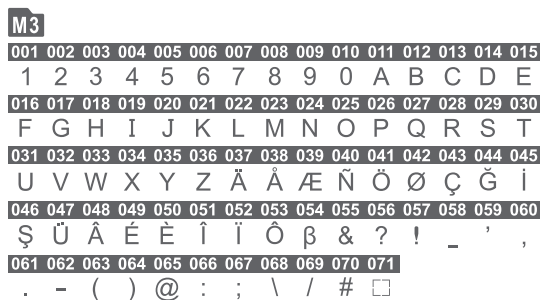 M3
001 002 003 004 005 006 007 008 009 010 011 012 013 014 015
1 2 3 4 5 6 7 8 9 0 A B C D E
016 017 018 019 020 021 022 023 024 025 026 027 028 029 030
F G H I J K L M N O P Q R S T
031 032 033 034 035 036 037 038 039 040 041 042 043 044 045
U V W X Y Z Ä Å Æ Ñ Ö Ø Ç Ğ İ
046 047 048 049 050 051 052 053 054 055 056 057 058 059 060
Ş Ü Â É È Î Ï Ô ß & ? ! _ ’ ,
061 062 063 064 065 066 067 068 069 070 071
. - ( ) @ : ; \ / #